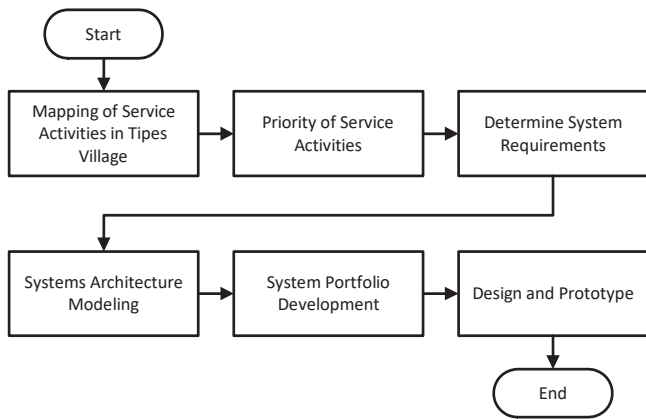 Start
Mapping of Service
Activities in Tipes
Village
Priority of Service
Activities
Determine System
Requirements
Systems Architecture
Modeling
System Portfolio
Development
Design and Prototype
End